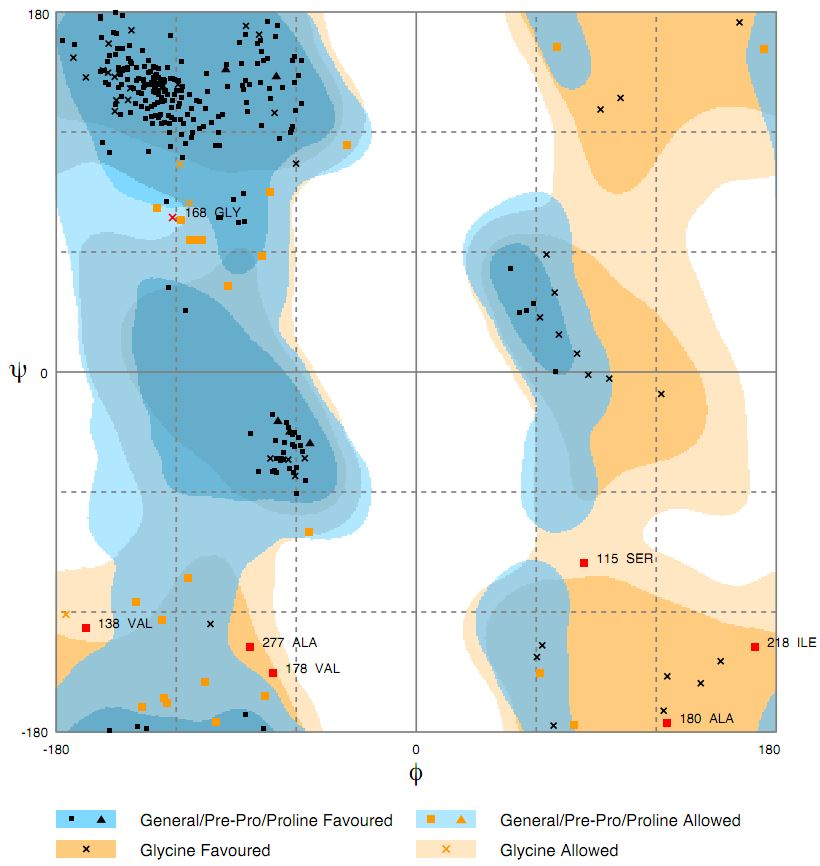 180
168 GLY
ψ 0
115 SER
138 VAL
277 ALA
218 ILE
178 VAL
180 ALA
-180
-180 0 180
ϕ
General/Pre-Pro/Proline Favoured General/Pre-Pro/Proline Allowed
Glycine Favoured Glycine Allowed